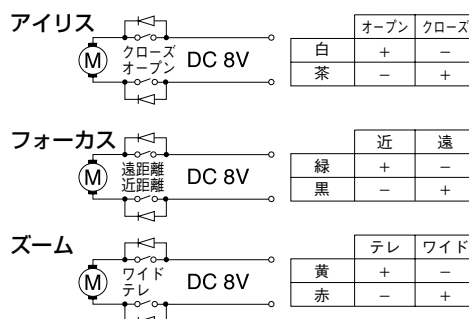 アイリス
M
クローズ
オープン
DC 8V
オープン クローズ
白 + −
茶 − +
フォーカス
M
遠距離
近距離
DC 8V
近 遠
緑 + −
黒 − +
ズーム
M
ワイド
テレ
DC 8V
テレ ワイド
黄 + −
赤 − +